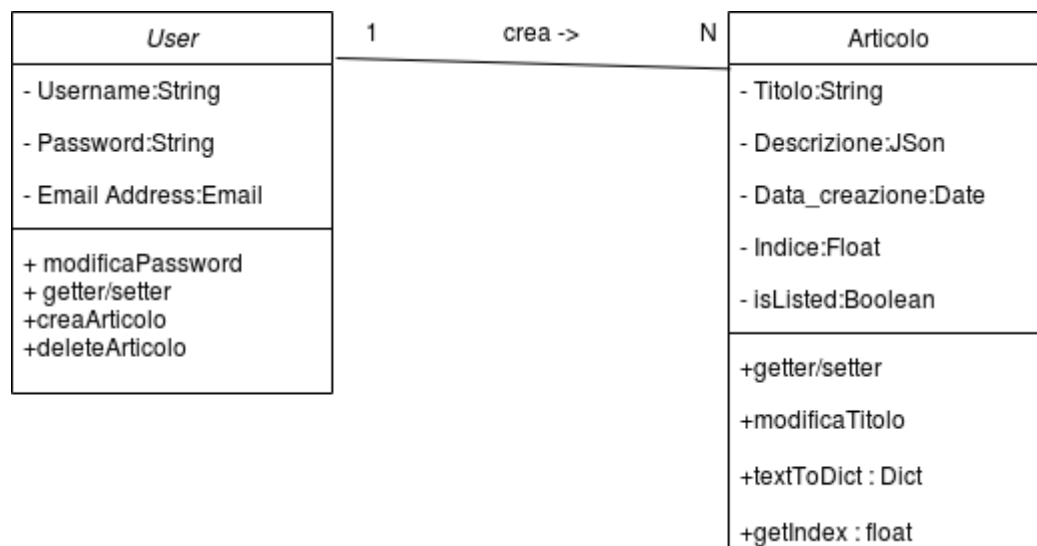 User
1 crea -> N
Articolo
- Username:String
- Password:String
- Email Address:Email
+ modificaPassword
+ getter/setter
+creaArticolo
+deleteArticolo
- Titolo:String
- Descrizione:JSon
- Data_creazione:Date
- Indice:Float
- isListed:Boolean
+getter/setter
+modificaTitolo
+textToDict : Dict
+getIndex : float